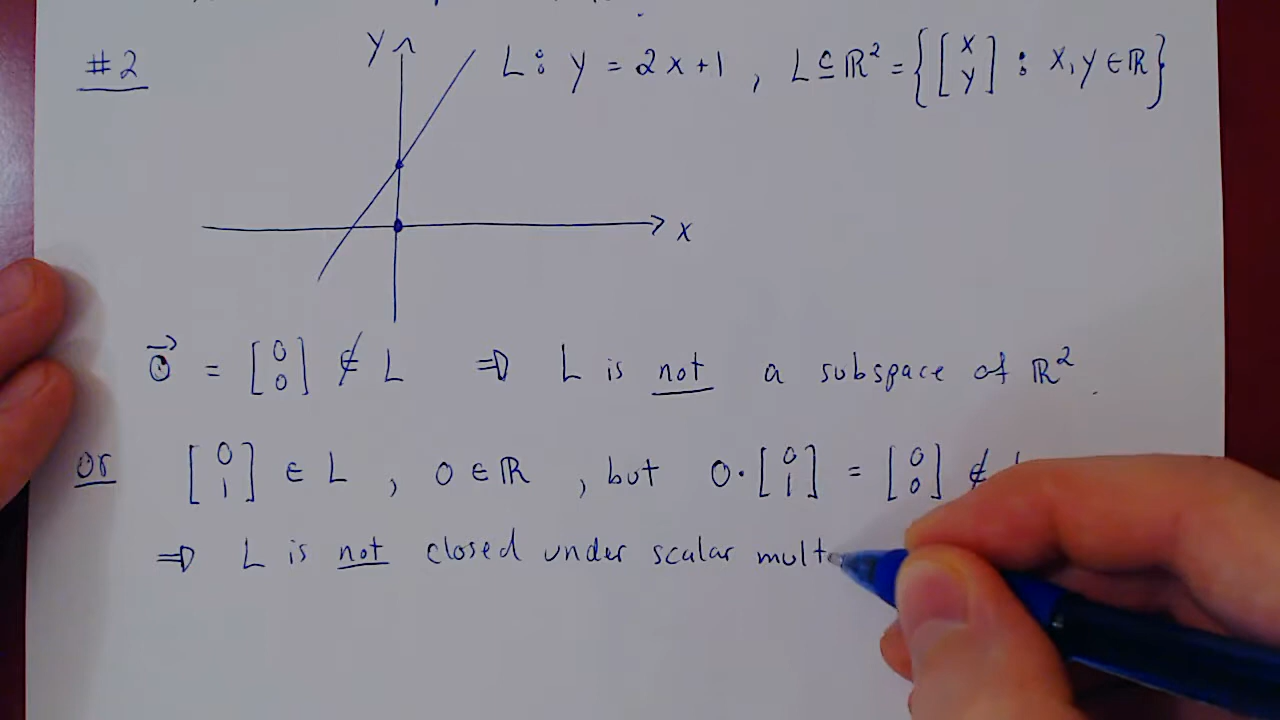 #2
Y
L: y = 2x+1 , L ⊆ ℝ² = { [x y] : x, y ∈ ℝ }
x
0⃗ = [0 0] ∉ L ⇒ L is not a subspace of ℝ².
or [0 1] ∈ L , 0 ∈ ℝ , but 0·[0 1] = [0 0] ∉
⇒ L is not closed under scalar mult